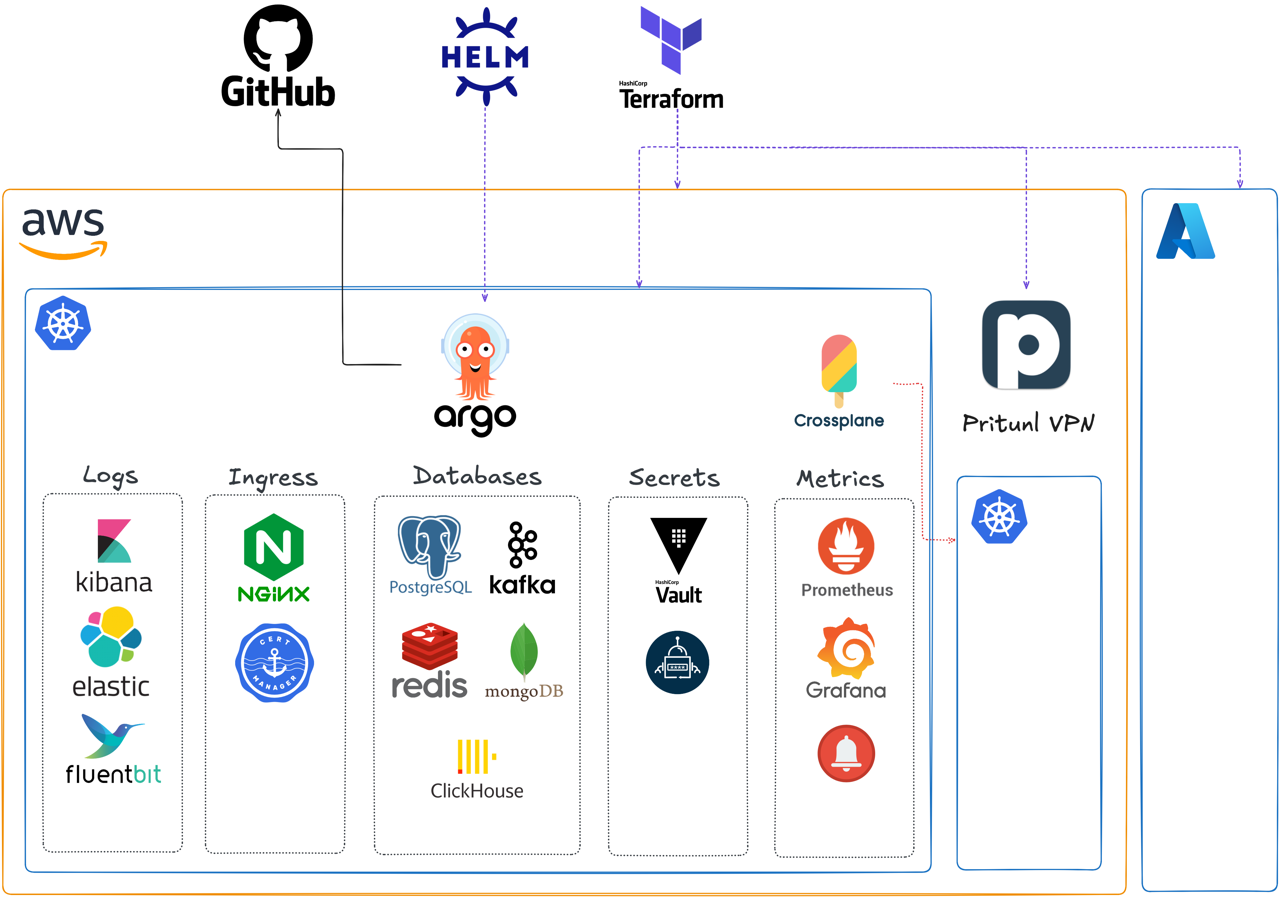 GitHub
HELM
HashiCorp
Terraform
aws
argo
Crossplane
Pritunl VPN
Logs
Ingress
Databases
Secrets
Metrics
kibana
elastic
fluentbit
NGINX
CERT
MANAGER
PostgreSQL
kafka
redis
mongoDB
ClickHouse
HashiCorp
Vault
Prometheus
Grafana